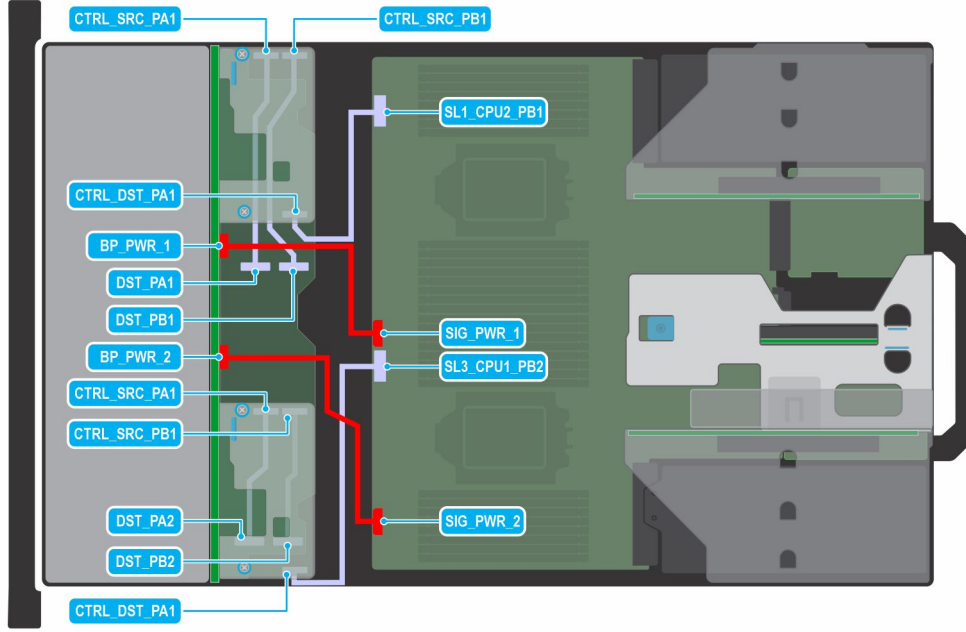 CTRL_SRC_PA1
CTRL_SRC_PB1
SL1_CPU2_PB1
CTRL_DST_PA1
BP_PWR_1
DST_PA1
DST_PB1
SIG_PWR_1
BP_PWR_2
SL3_CPU1_PB2
CTRL_SRC_PA1
CTRL_SRC_PB1
DST_PA2
SIG_PWR_2
DST_PB2
CTRL_DST_PA1